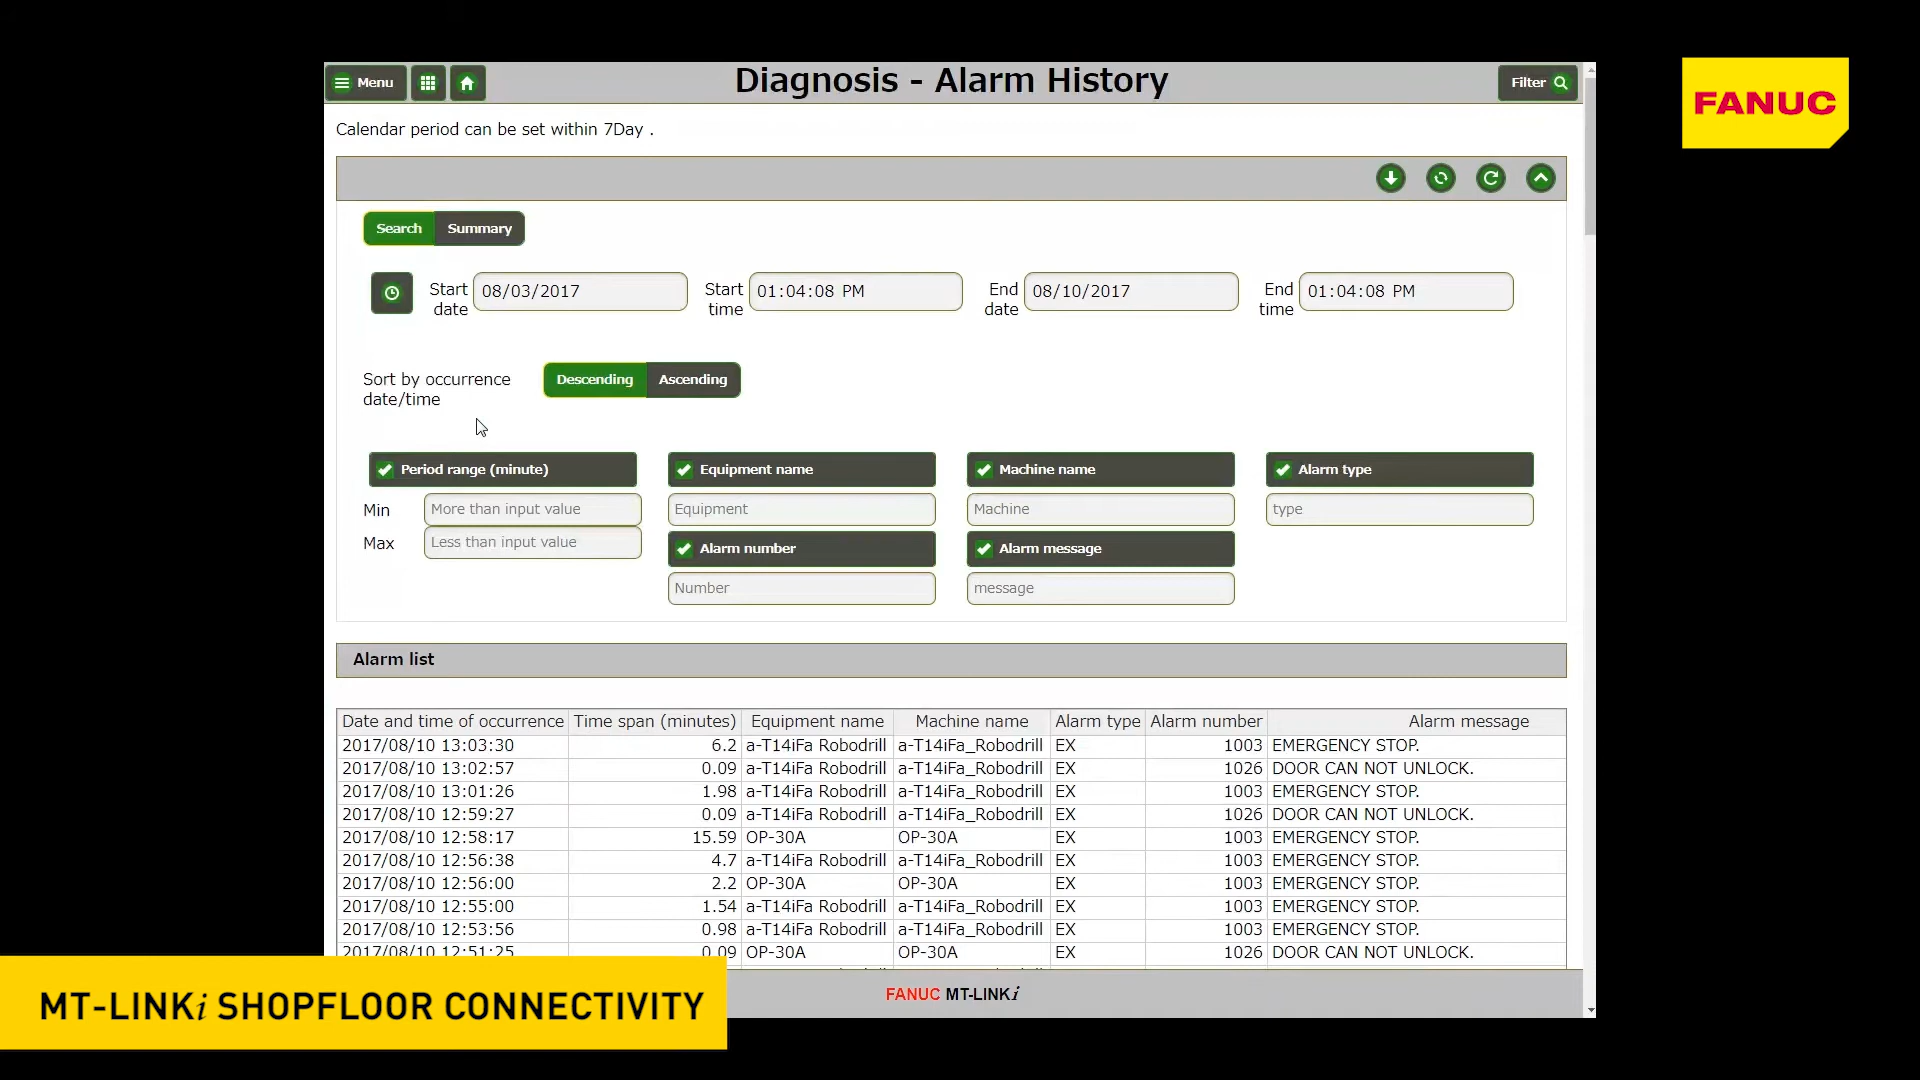 Menu
Diagnosis - Alarm History
Filter
FANUC
Calendar period can be set within 7Day .
Search Summary
Start date 08/03/2017 Start time 01:04:08 PM End date 08/10/2017 End time 01:04:08 PM
Sort by occurrence date/time Descending Ascending
Period range (minute) Equipment name Machine name Alarm type
Min More than input value Equipment Machine type
Max Less than input value Alarm number Alarm message
Number message
Alarm list
Date and time of occurrence Time span (minutes) Equipment name Machine name Alarm type Alarm number Alarm message
2017/08/10 13:03:30 6.2 a-T14iFa Robodrill a-T14iFa_Robodrill EX 1003 EMERGENCY STOP.
2017/08/10 13:02:57 0.09 a-T14iFa Robodrill a-T14iFa_Robodrill EX 1026 DOOR CAN NOT UNLOCK.
2017/08/10 13:01:26 1.98 a-T14iFa Robodrill a-T14iFa_Robodrill EX 1003 EMERGENCY STOP.
2017/08/10 12:59:27 0.09 a-T14iFa Robodrill a-T14iFa_Robodrill EX 1026 DOOR CAN NOT UNLOCK.
2017/08/10 12:58:17 15.59 OP-30A OP-30A EX 1003 EMERGENCY STOP.
2017/08/10 12:56:38 4.7 a-T14iFa Robodrill a-T14iFa_Robodrill EX 1003 EMERGENCY STOP.
2017/08/10 12:56:00 2.2 OP-30A OP-30A EX 1003 EMERGENCY STOP.
2017/08/10 12:55:00 1.54 a-T14iFa Robodrill a-T14iFa_Robodrill EX 1003 EMERGENCY STOP.
2017/08/10 12:53:56 0.98 a-T14iFa Robodrill a-T14iFa_Robodrill EX 1003 EMERGENCY STOP.
2017/08/10 12:51:25 0.09 OP-30A OP-30A EX 1026 DOOR CAN NOT UNLOCK.
FANUC MT-LINKi
MT-LINKi SHOPFLOOR CONNECTIVITY